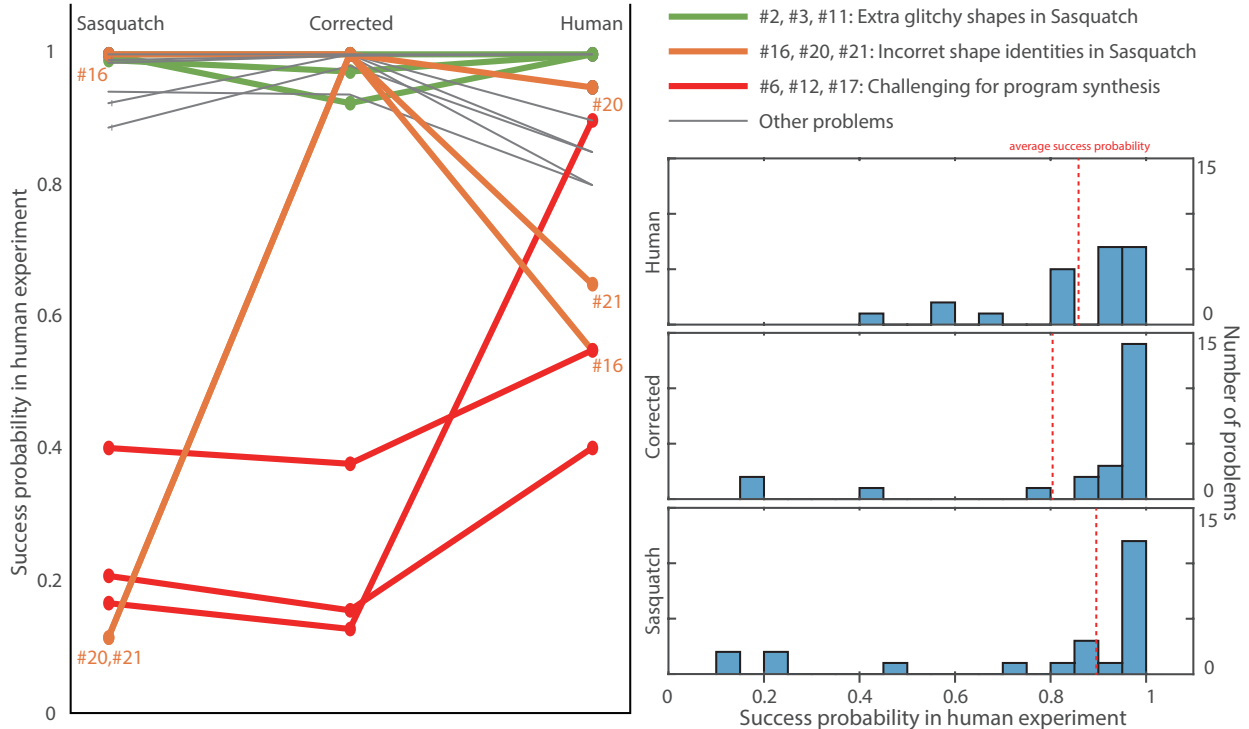 Sasquatch
Corrected
Human
#2, #3, #11: Extra glitchy shapes in Sasquatch
#16, #20, #21: Incorret shape identities in Sasquatch
#6, #12, #17: Challenging for program synthesis
Other problems
Success probability in human experiment
1
0.8
0.6
0.4
0.2
0
#16
#20
#21
#16
#20,#21
average success probability
Human
15
0
Corrected
15
0
Sasquatch
15
0
Number of problems
0
0.2
0.4
0.6
0.8
1
Success probability in human experiment